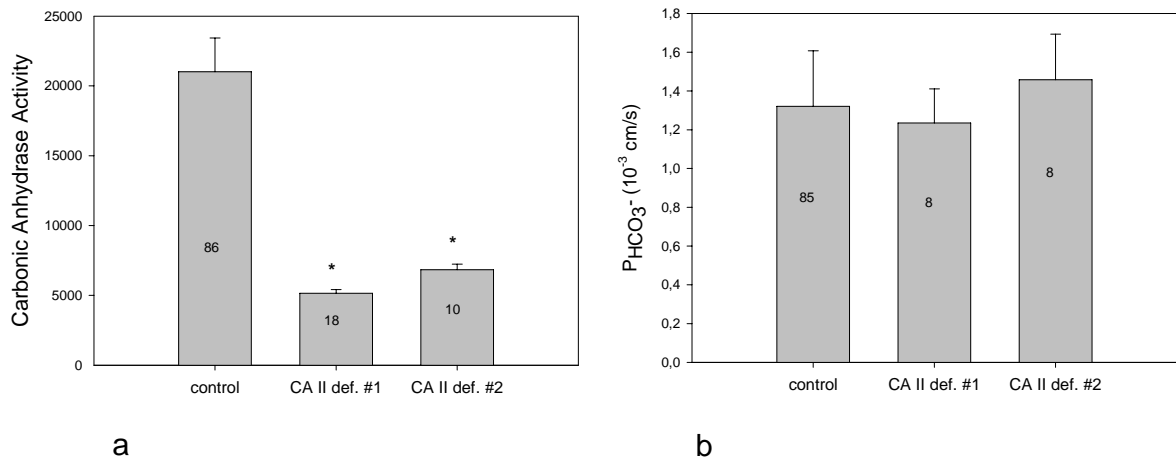 25000
20000
15000
10000
5000
0
Carbonic Anhydrase Activity
86
*
18
*
10
control
CA II def. #1
CA II def. #2
a
1,8
1,6
1,4
1,2
1,0
0,8
0,6
0,4
0,2
0,0
PHCO3- (10-3 cm/s)
85
8
8
control
CA II def. #1
CA II def. #2
b